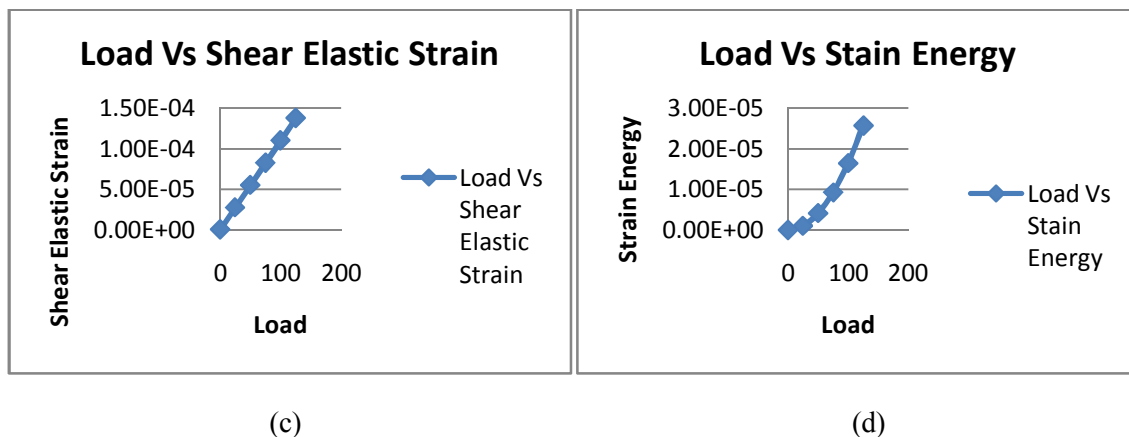 Load Vs Shear Elastic Strain
Shear Elastic Strain
1.50E-04
1.00E-04
5.00E-05
0.00E+00
0 100 200
Load
Load Vs
Shear
Elastic
Strain
(c)
Load Vs Stain Energy
Strain Energy
3.00E-05
2.00E-05
1.00E-05
0.00E+00
0 100 200
Load
Load Vs
Stain
Energy
(d)